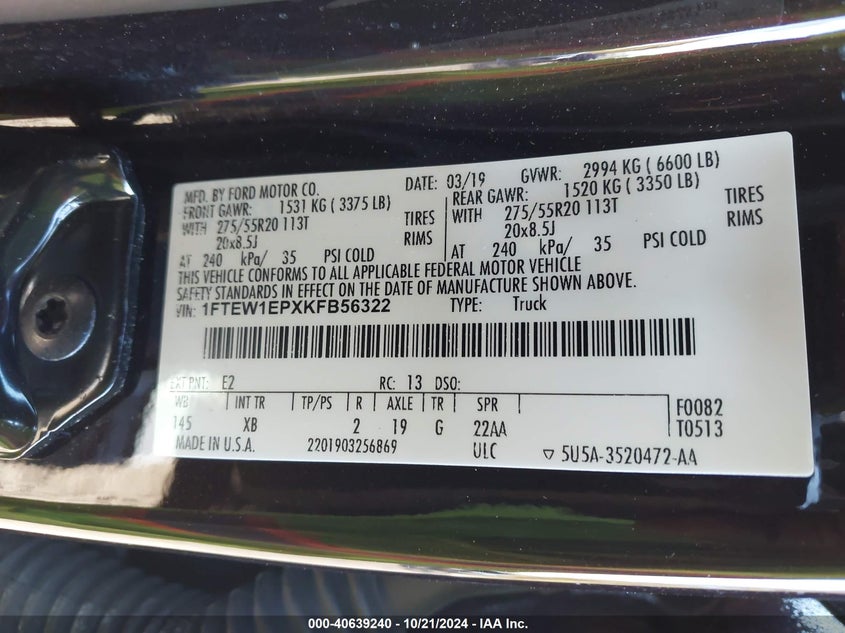 MFD. BY FORD MOTOR CO. DATE: 03/19 GVWR: 2994 KG ( 6600 LB)
FRONT GAWR: 1531 KG ( 3375 LB) REAR GAWR: 1520 KG ( 3350 LB)
WITH 275/55R20 113T TIRES WITH 275/55R20 113T TIRES
20x8.5J RIMS 20x8.5J RIMS
AT 240 kPa/ 35 PSI COLD AT 240 kPa/ 35 PSI COLD
THIS VEHICLE CONFORMS TO ALL APPLICABLE FEDERAL MOTOR VEHICLE
SAFETY STANDARDS IN EFFECT ON THE DATE OF MANUFACTURE SHOWN ABOVE.
VIN: 1FTEW1EPXKFB56322 TYPE: Truck
EXT PNT: E2 RC: 13 DSO:
WB INT TR TP/PS R AXLE TR SPR F0082
145 XB 2 19 G 22AA T0513
MADE IN U.S.A. 2201903256869 ULC ▽ 5U5A-3520472-AA
000-40639240 - 10/21/2024 - IAA Inc.